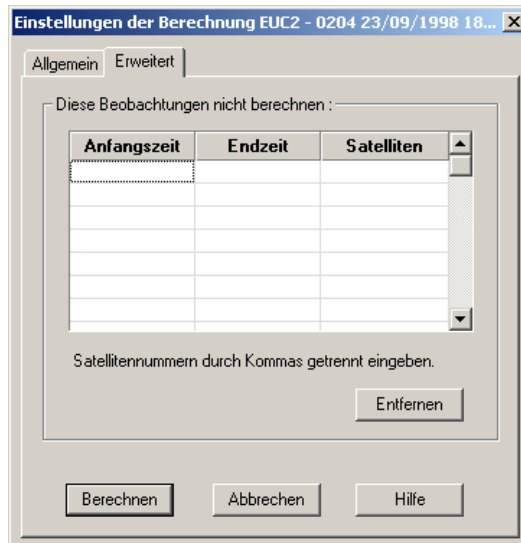 Einstellungen der Berechnung EUC2 - 0204 23/09/1998 18...
Allgemein Erweitert
Diese Beobachtungen nicht berechnen :
Anfangszeit Endzeit Satelliten
Satellitennummern durch Kommas getrennt eingeben.
Entfernen
Berechnen Abbrechen Hilfe